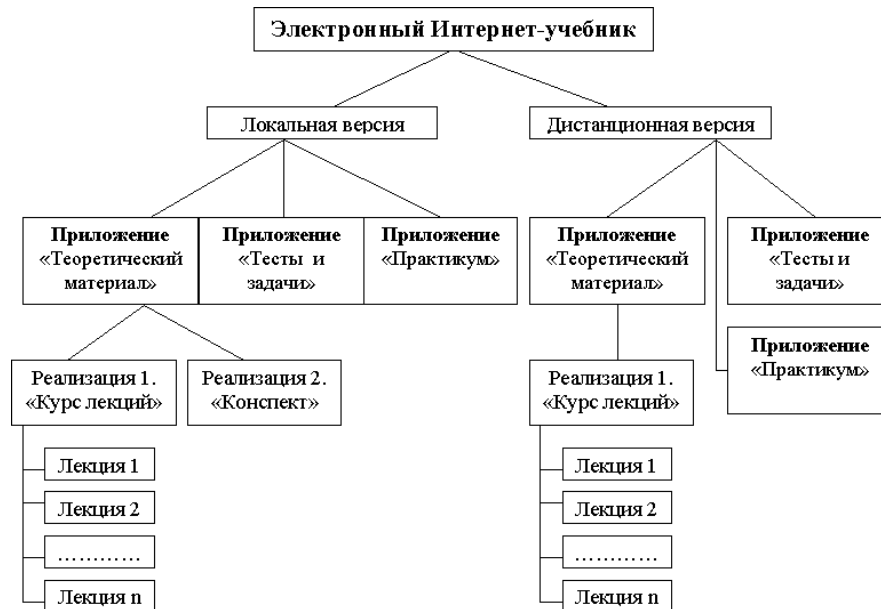 Электронный Интернет-учебник
Локальная версия
Дистанционная версия
Приложение
«Теоретический
материал»
Приложение
«Тесты и
задачи»
Приложение
«Практикум»
Приложение
«Теоретический
материал»
Приложение
«Тесты и
задачи»
Приложение
«Практикум»
Реализация 1.
«Курс лекций»
Реализация 2.
«Конспект»
Реализация 1.
«Курс лекций»
Лекция 1
Лекция 2
…………
Лекция n
Лекция 1
Лекция 2
…………
Лекция n